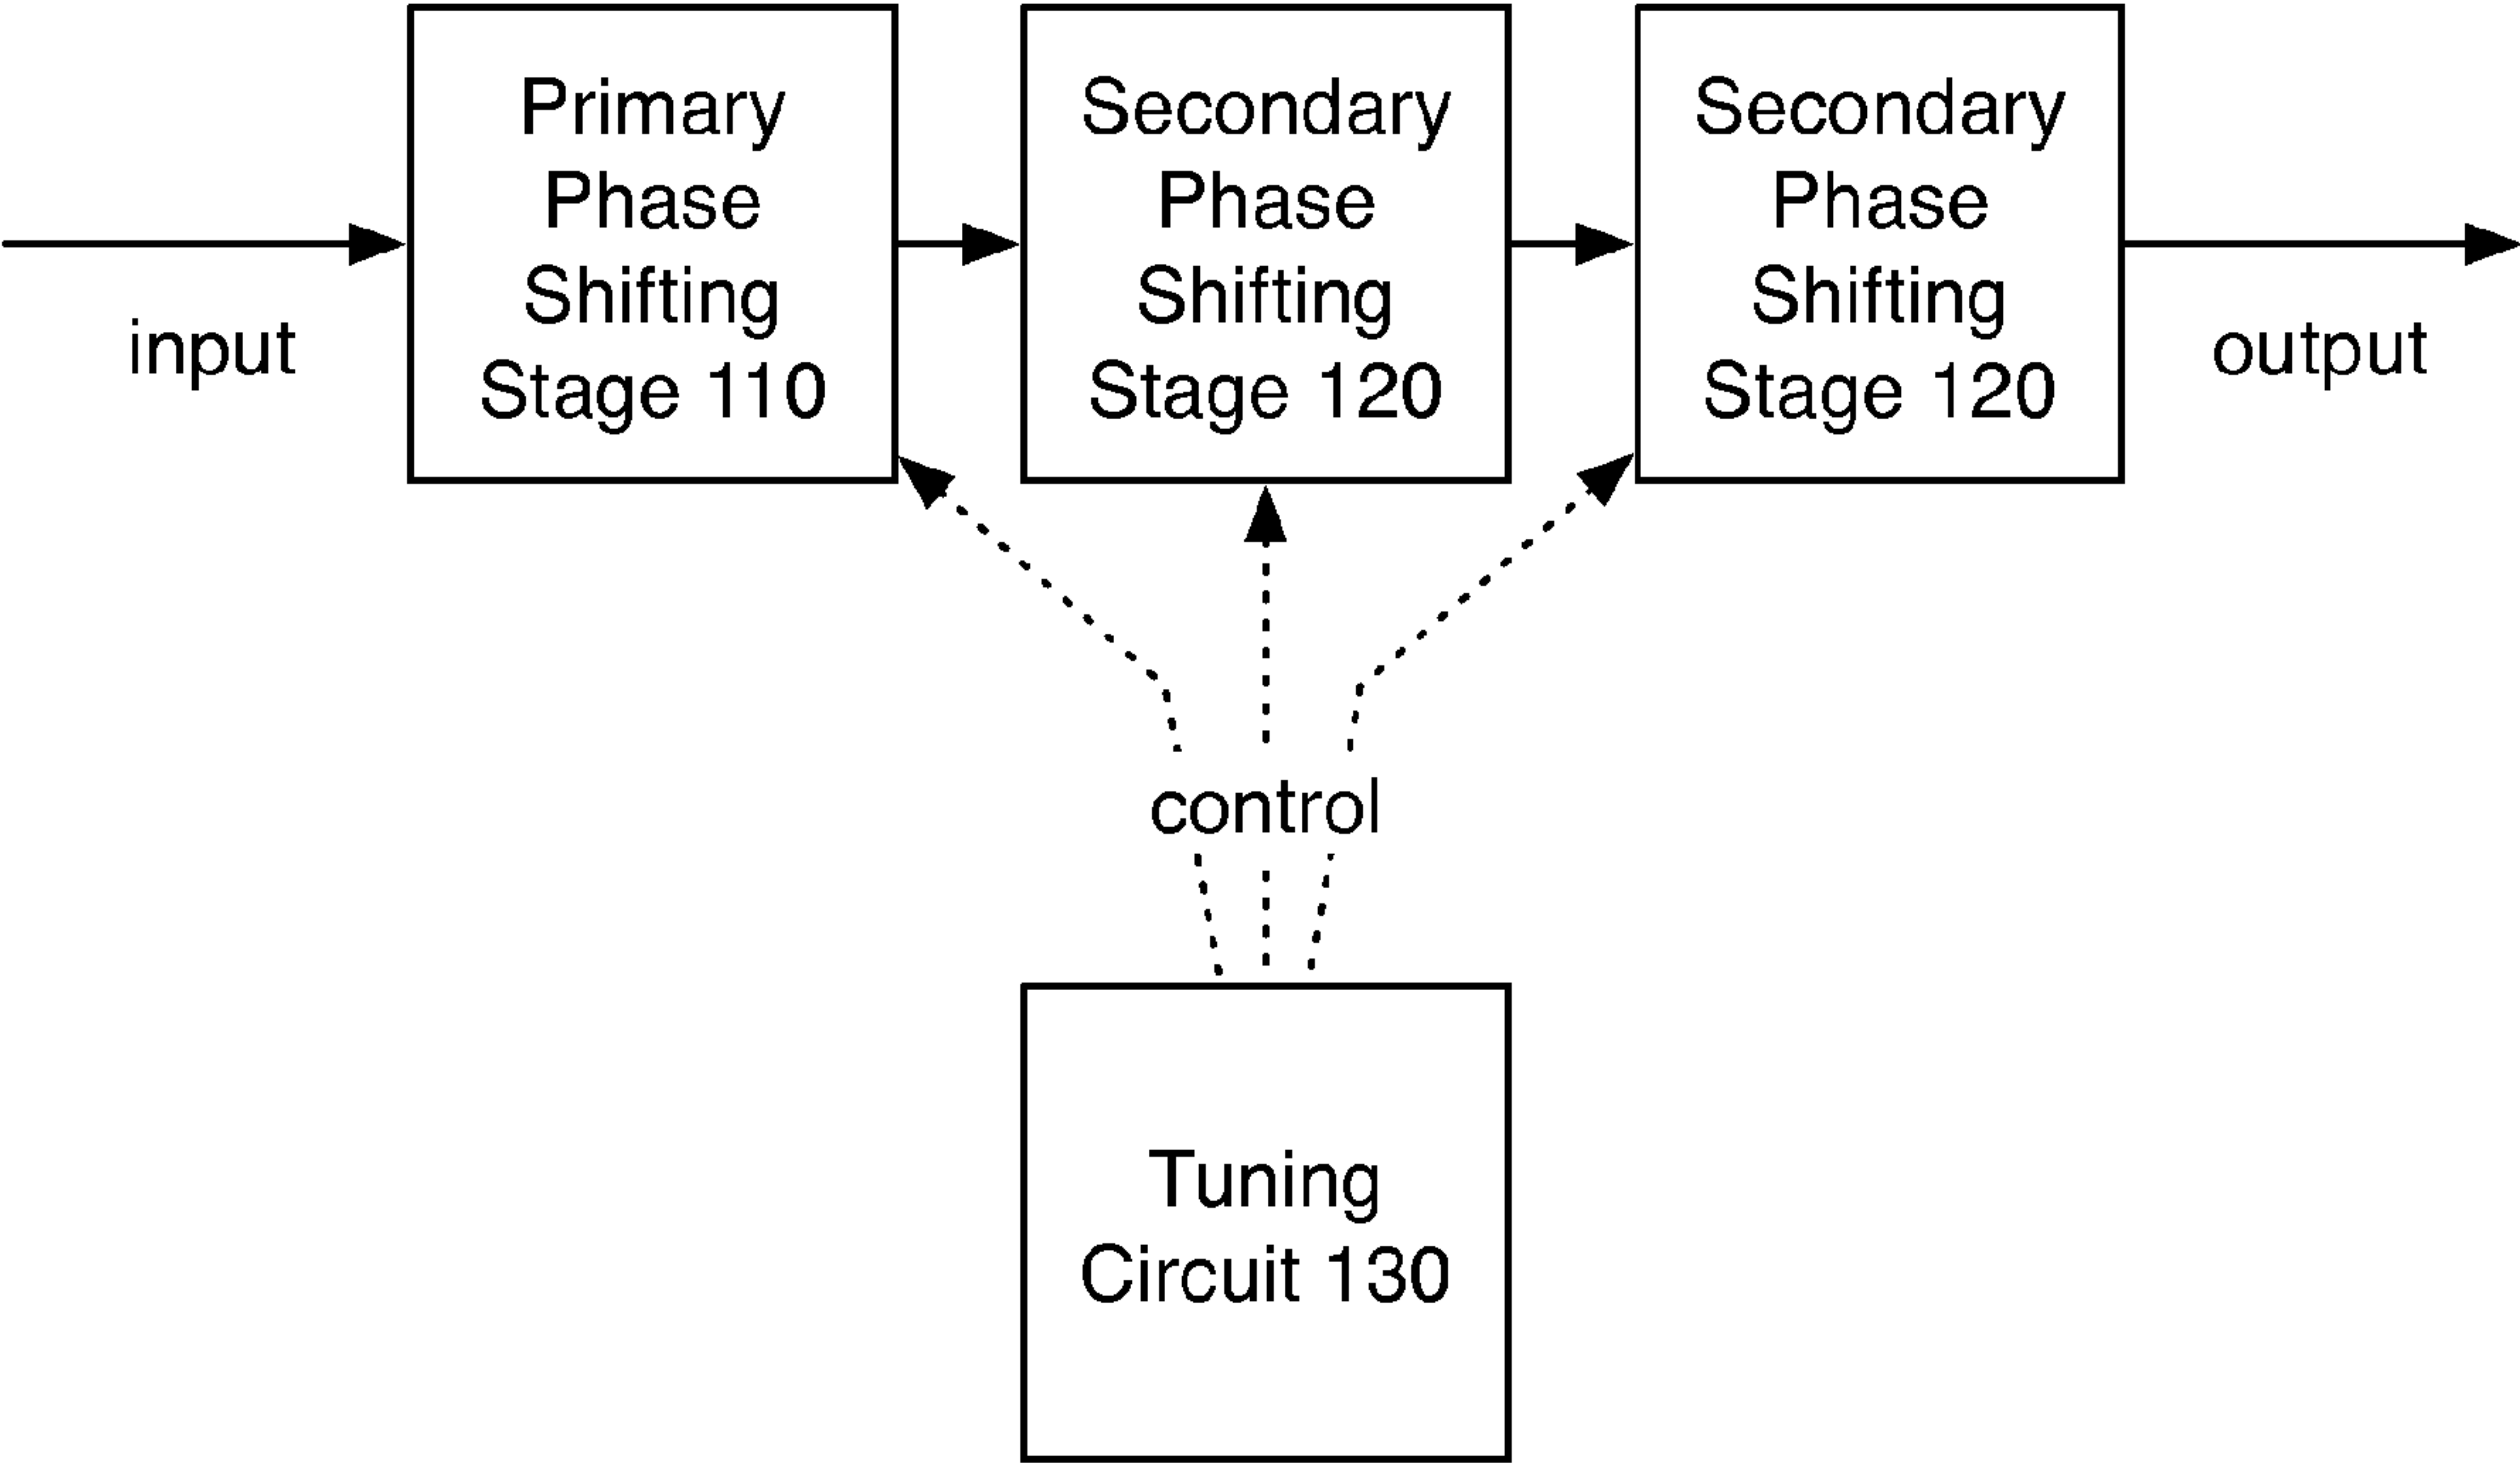 Primary
Phase
Shifting
Stage 110
Secondary
Phase
Shifting
Stage 120
Secondary
Phase
Shifting
Stage 120
input
output
control
Tuning
Circuit 130